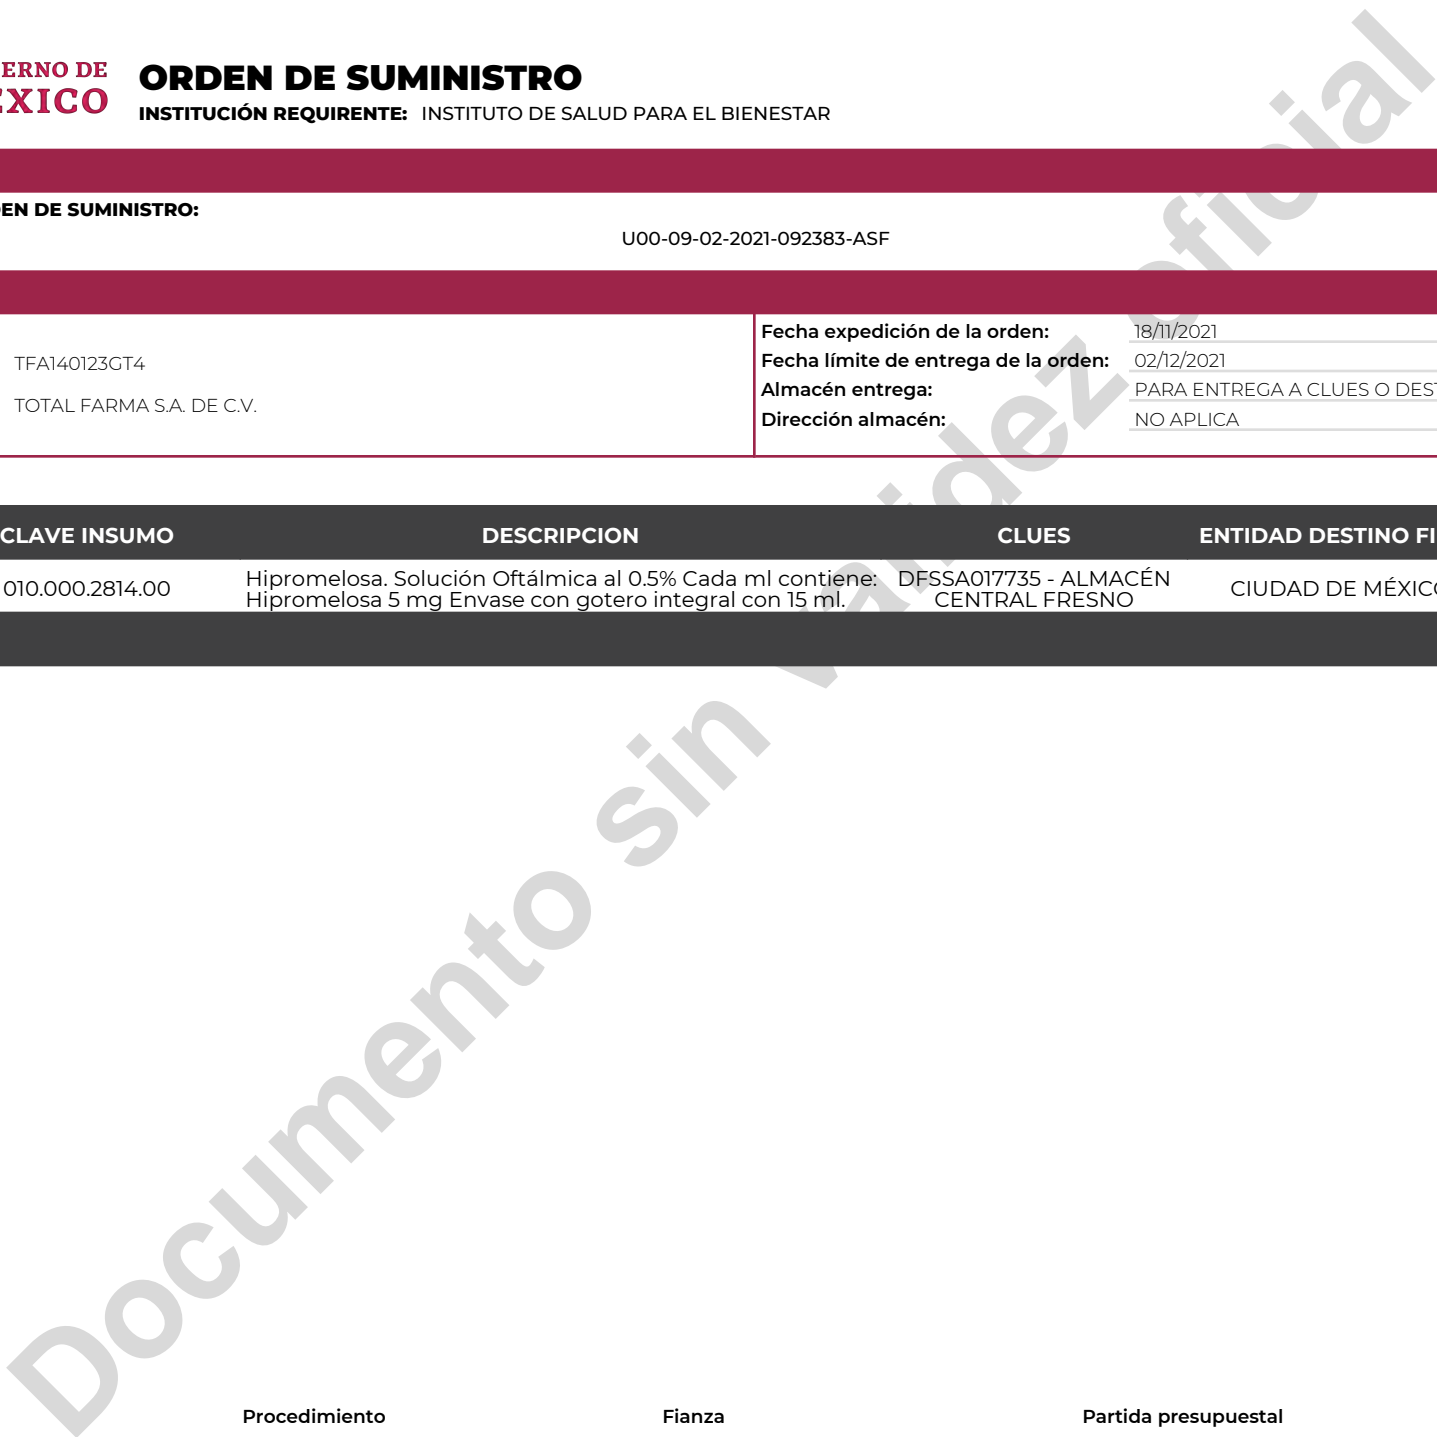 ERNO DE
ÉXICO
ORDEN DE SUMINISTRO
INSTITUCIÓN REQUIRENTE: INSTITUTO DE SALUD PARA EL BIENESTAR
EN DE SUMINISTRO:
U00-09-02-2021-092383-ASF
TFA140123GT4
TOTAL FARMA S.A. DE C.V.
Fecha expedición de la orden: 18/11/2021
Fecha límite de entrega de la orden: 02/12/2021
Almacén entrega: PARA ENTREGA A CLUES O DEST
Dirección almacén: NO APLICA
CLAVE INSUMO DESCRIPCION CLUES ENTIDAD DESTINO FI
010.000.2814.00
Hipromelosa. Solución Oftálmica al 0.5% Cada ml contiene:
Hipromelosa 5 mg Envase con gotero integral con 15 ml.
DFSSA017735 - ALMACÉN
CENTRAL FRESNO
CIUDAD DE MÉXICO
Documento sin validez oficial
Procedimiento Fianza Partida presupuestal